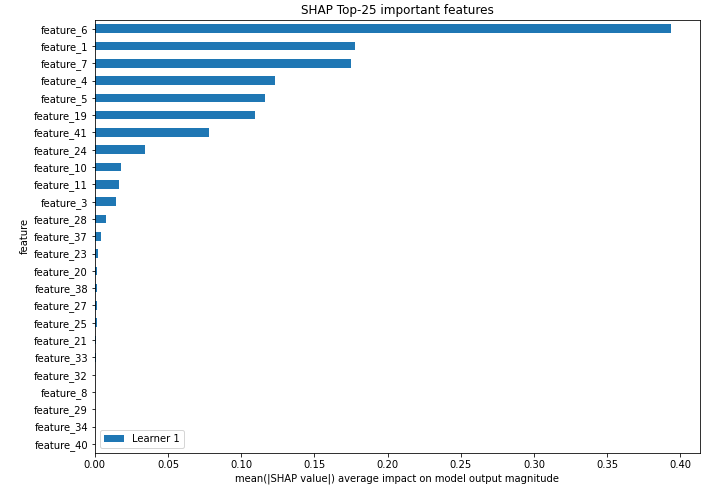 SHAP Top-25 important features
feature_6
feature_1
feature_7
feature_4
feature_5
feature_19
feature_41
feature_24
feature_10
feature_11
feature_3
feature_28
feature_37
feature_23
feature_20
feature_38
feature_27
feature_25
feature_21
feature_33
feature_32
feature_8
feature_29
feature_34
feature_40
feature
Learner 1
0.00 0.05 0.10 0.15 0.20 0.25 0.30 0.35 0.40
mean(|SHAP value|) average impact on model output magnitude